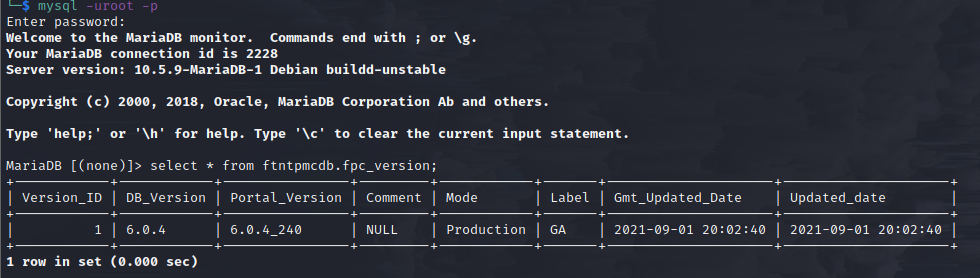 └─$ mysql -uroot -p
Enter password:
Welcome to the MariaDB monitor.  Commands end with ; or \g.
Your MariaDB connection id is 2228
Server version: 10.5.9-MariaDB-1 Debian buildd-unstable

Copyright (c) 2000, 2018, Oracle, MariaDB Corporation Ab and others.

Type 'help;' or '\h' for help. Type '\c' to clear the current input statement.

MariaDB [(none)]> select * from ftntpmcdb.fpc_version;
+------------+------------+----------------+---------+------------+-------+---------------------+---------------------+
| Version_ID | DB_Version | Portal_Version | Comment | Mode       | Label | Gmt_Updated_Date    | Updated_date        |
+------------+------------+----------------+---------+------------+-------+---------------------+---------------------+
|          1 | 6.0.4      | 6.0.4_240      | NULL    | Production | GA    | 2021-09-01 20:02:40 | 2021-09-01 20:02:40 |
+------------+------------+----------------+---------+------------+-------+---------------------+---------------------+
1 row in set (0.000 sec)